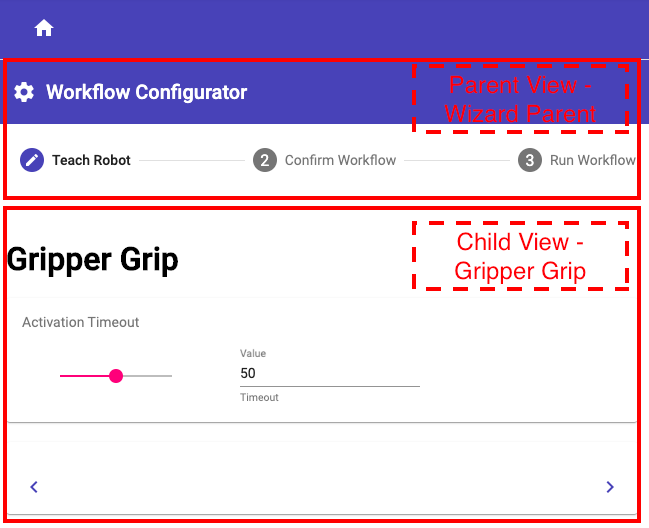 Workflow Configurator
Parent View -
Wizard Parent
Teach Robot
2 Confirm Workflow
3 Run Workflow
Gripper Grip
Child View -
Gripper Grip
Activation Timeout
Value
50
Timeout